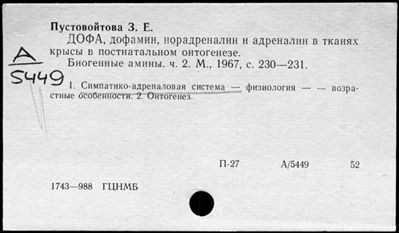 Пустовойтова З. Е.
ДОФА, дофамин, норадреналин и адреналин в тканях
крысы в постнатальном онтогенезе.
Биогенные амины. ч. 2. М., 1967, с. 230—231.
А
5449
1. Симпатико-адреналовая система — физиология — — возра-
стные особенности. 2. Онтогенез.
П-27 А/5449 52
1743—988 ГЦНМБ